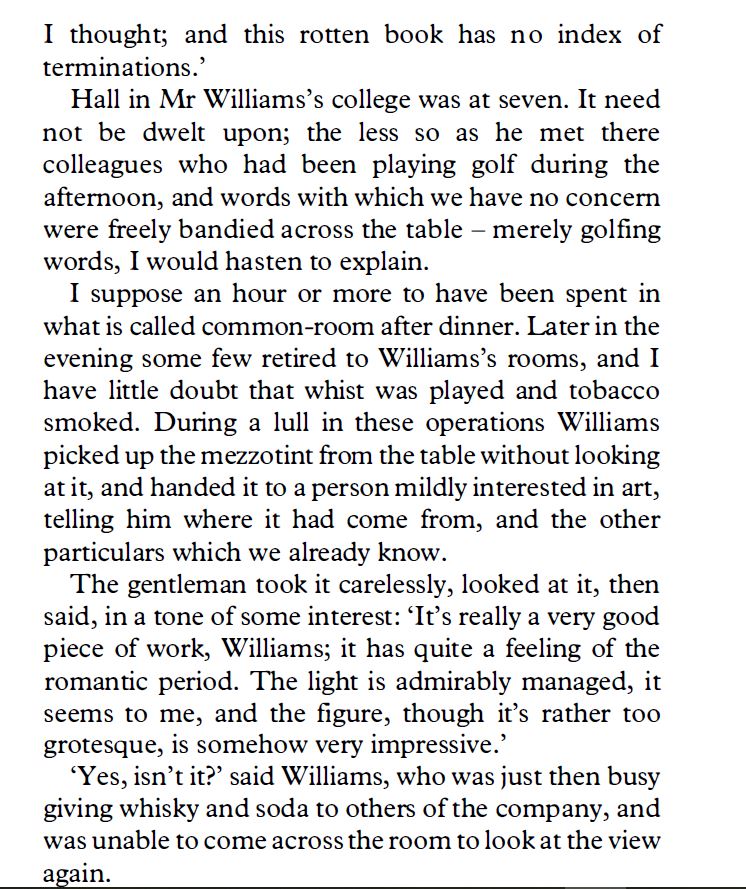 I thought; and this rotten book has no index of
terminations.’
Hall in Mr Williams’s college was at seven. It need
not be dwelt upon; the less so as he met there
colleagues who had been playing golf during the
afternoon, and words with which we have no concern
were freely bandied across the table – merely golfing
words, I would hasten to explain.
I suppose an hour or more to have been spent in
what is called common-room after dinner. Later in the
evening some few retired to Williams’s rooms, and I
have little doubt that whist was played and tobacco
smoked. During a lull in these operations Williams
picked up the mezzotint from the table without looking
at it, and handed it to a person mildly interested in art,
telling him where it had come from, and the other
particulars which we already know.
The gentleman took it carelessly, looked at it, then
said, in a tone of some interest: ‘It’s really a very good
piece of work, Williams; it has quite a feeling of the
romantic period. The light is admirably managed, it
seems to me, and the figure, though it’s rather too
grotesque, is somehow very impressive.’
‘Yes, isn’t it?’ said Williams, who was just then busy
giving whisky and soda to others of the company, and
was unable to come across the room to look at the view
again.